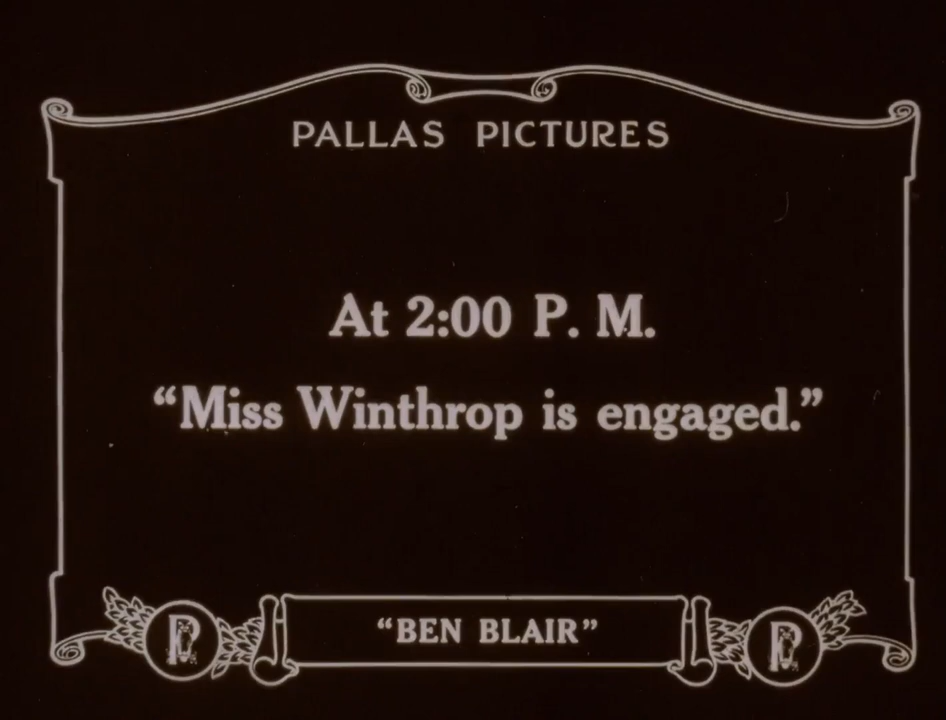 PALLAS PICTURES
At 2:00 P. M.
“Miss Winthrop is engaged.”
“BEN BLAIR”